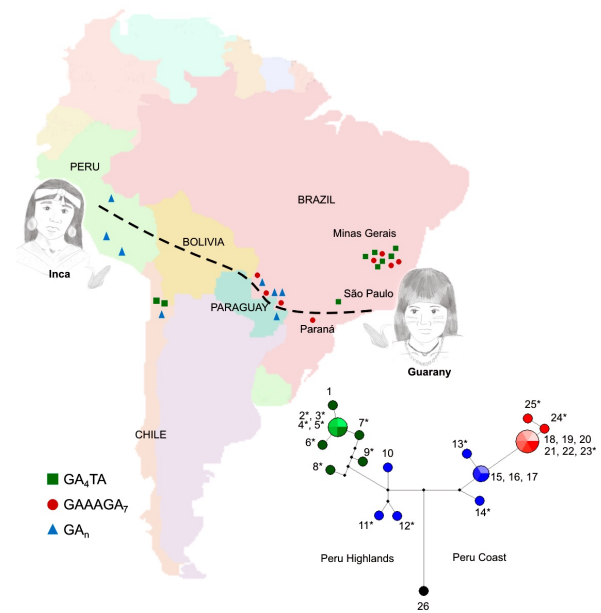 PERU
BRAZIL
Minas Gerais
BOLIVIA
Inca
São Paulo
PARAGUAY
Paraná
Guarany
CHILE
GA₄TA
GAAAGA₇
GAₙ
1
2*, 3*
4*, 5*
6*
7*
8*
9*
10
11*
12*
13*
14*
15, 16, 17
25*
24*
18, 19, 20
21, 22, 23*
Peru Highlands
Peru Coast
26